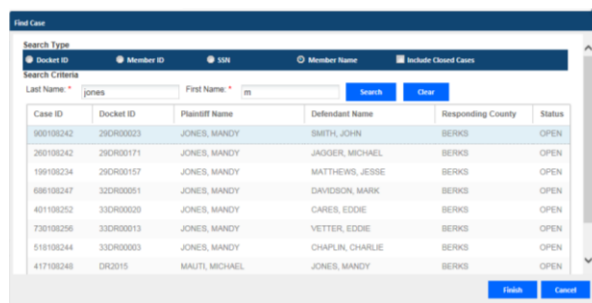 Find Case
Search Type
Docket ID Member ID SSN Member Name Include Closed Cases
Search Criteria
Last Name: * jones First Name: * m Search Clear
Case ID Docket ID Plaintiff Name Defendant Name Responding County Status
900108242 29DR00023 JONES, MANDY SMITH, JOHN BERKS OPEN
260108242 29DR00171 JONES, MANDY JAGGER, MICHAEL BERKS OPEN
199108234 29DR00157 JONES, MANDY MATTHEWS, JESSE BERKS OPEN
686108247 32DR00051 JONES, MANDY DAVIDSON, MARK BERKS OPEN
401108252 33DR00020 JONES, MANDY CARES, EDDIE BERKS OPEN
730108256 33DR00013 JONES, MANDY VETTER, EDDIE BERKS OPEN
518108244 33DR00003 JONES, MANDY CHAPLIN, CHARLIE BERKS OPEN
417108248 DR2015 MAUTI, MICHAEL JONES, MANDY BERKS OPEN
Finish Cancel